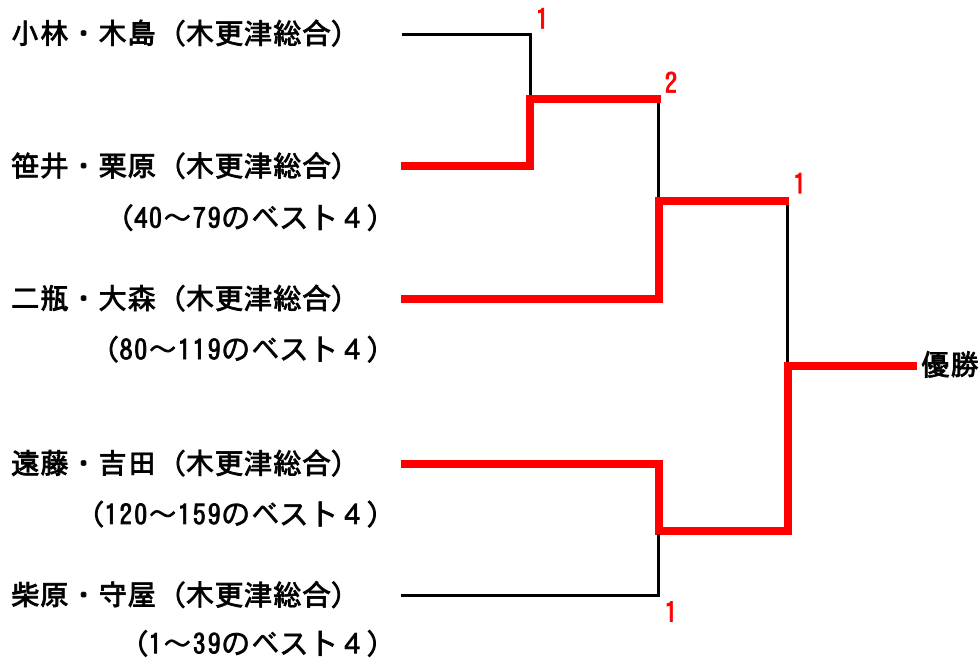 1
小林・木島（木更津総合）
2
笹井・栗原（木更津総合）
1
（40～79のベスト４）
二瓶・大森（木更津総合）
（80～119のベスト４）
優勝
遠藤・吉田（木更津総合）
（120～159のベスト４）
柴原・守屋（木更津総合）
1
（1～39のベスト４）